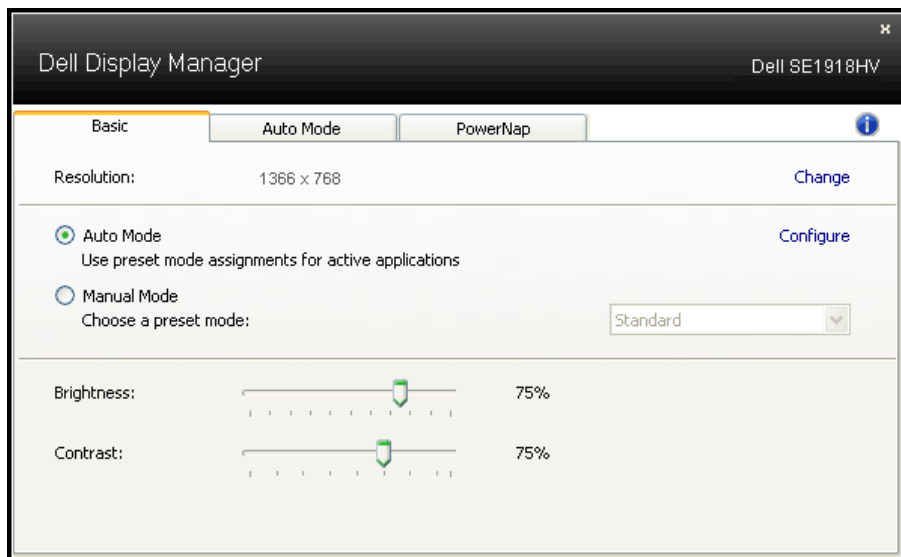 x
Dell Display Manager
Dell SE1918HV
Basic
Auto Mode
PowerNap
i
Resolution:
1366 x 768
Change
Auto Mode
Configure
Use preset mode assignments for active applications
Manual Mode
Choose a preset mode:
Standard
Brightness:
75%
Contrast:
75%